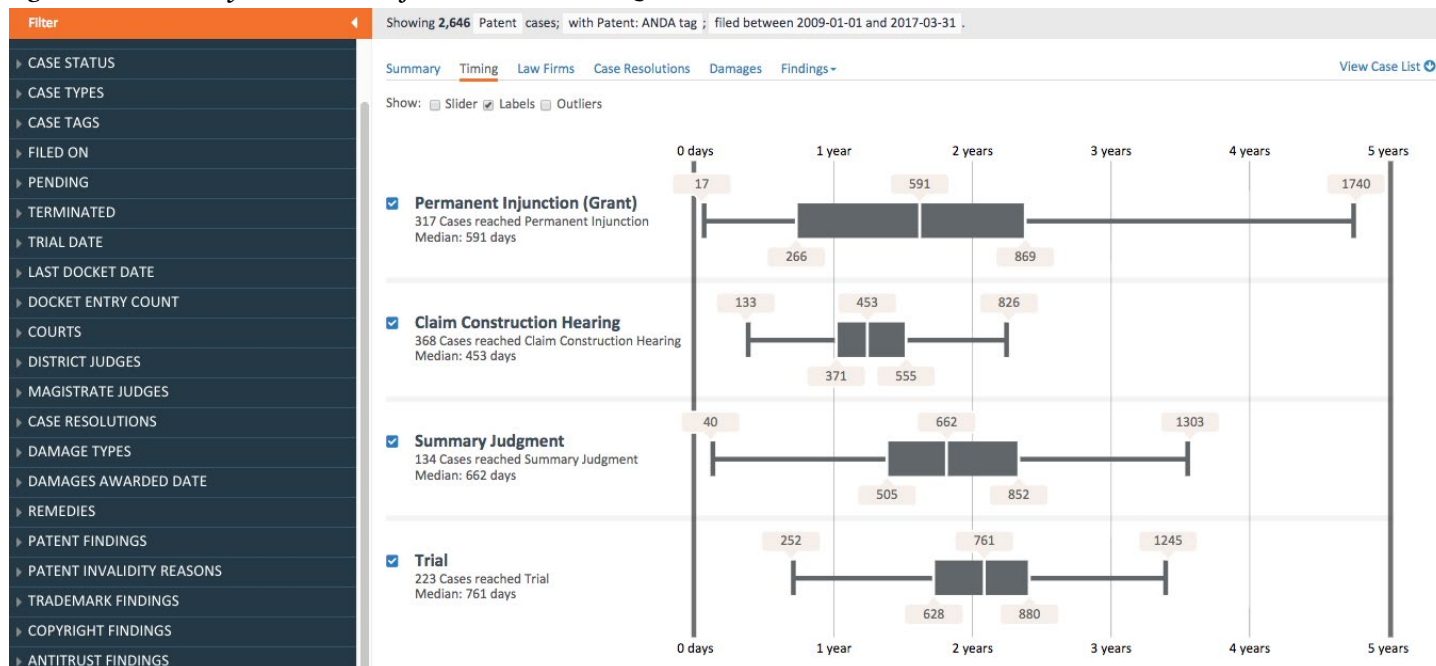 Filter
CASE STATUS
CASE TYPES
CASE TAGS
FILED ON
PENDING
TERMINATED
TRIAL DATE
LAST DOCKET DATE
DOCKET ENTRY COUNT
COURTS
DISTRICT JUDGES
MAGISTRATE JUDGES
CASE RESOLUTIONS
DAMAGE TYPES
DAMAGES AWARDED DATE
REMEDIES
PATENT FINDINGS
PATENT INVALIDITY REASONS
TRADEMARK FINDINGS
COPYRIGHT FINDINGS
ANTITRUST FINDINGS
Showing 2,646 Patent cases; with Patent: ANDA tag ; filed between 2009-01-01 and 2017-03-31 .
Summary Timing Law Firms Case Resolutions Damages Findings View Case List
Show: Slider Labels Outliers
0 days 1 year 2 years 3 years 4 years 5 years
17 591 1740
Permanent Injunction (Grant)
317 Cases reached Permanent Injunction
Median: 591 days
266 869
133 453 826
Claim Construction Hearing
368 Cases reached Claim Construction Hearing
Median: 453 days
371 555
40 662 1303
Summary Judgment
134 Cases reached Summary Judgment
Median: 662 days
505 852
252 761 1245
Trial
223 Cases reached Trial
Median: 761 days
628 880
0 days 1 year 2 years 3 years 4 years 5 years